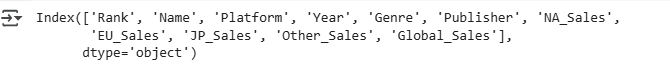 Index(['Rank', 'Name', 'Platform', 'Year', 'Genre', 'Publisher', 'NA_Sales',
'EU_Sales', 'JP_Sales', 'Other_Sales', 'Global_Sales'],
dtype='object')